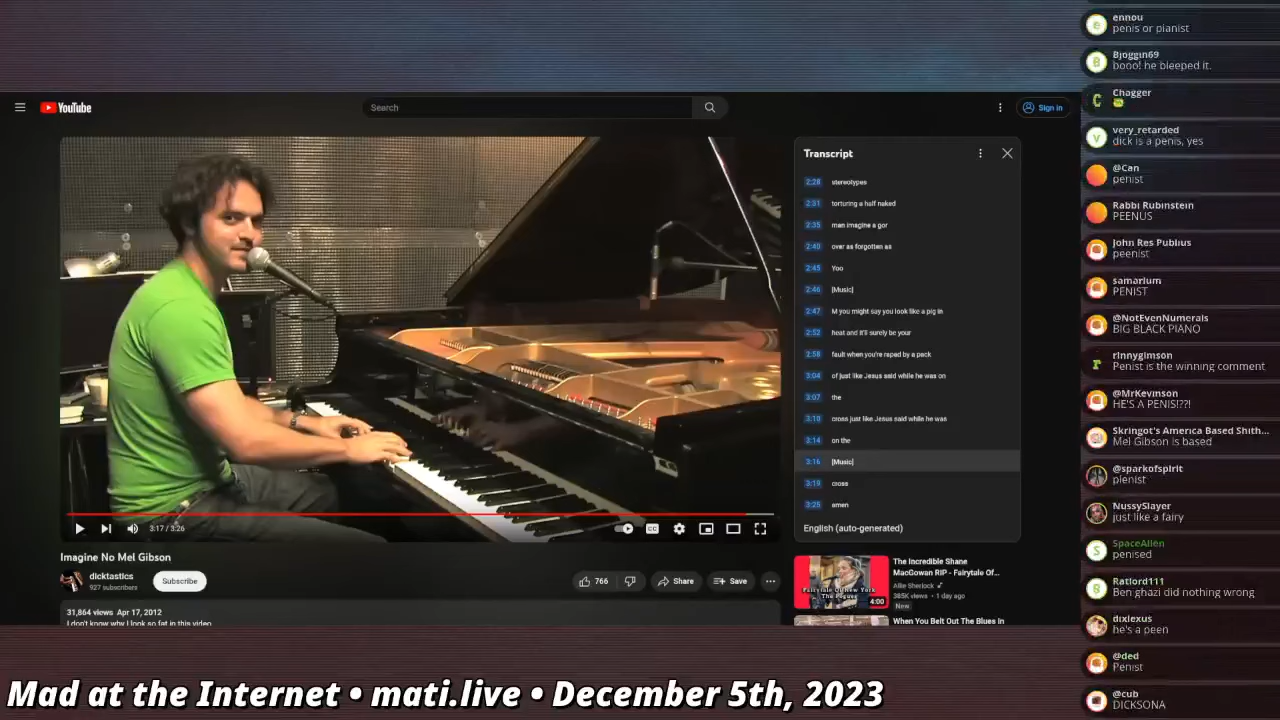 YouTube
Search
Sign in
Transcript
2:28 stereotypes
2:31 torturing a half naked
2:35 man imagine a gor
2:40 over as forgotten as
2:45 Yoo
2:46 [Music]
2:47 M you might say you look like a pig in
2:52 heat and it'll surely be your
2:58 fault when you're raped by a pack
3:04 of just like Jesus said while he was on
3:07 the
3:10 cross just like Jesus said while he was
3:14 on the
3:16 [Music]
3:19 cross
3:25 amen
English (auto-generated)
3:17 / 3:26
CC
Imagine No Mel Gibson
dicktastics
927 subscribers
Subscribe
766
Share
Save
31,864 views Apr 17, 2012
I don't know why I look so fat in this video
The Incredible Shane
MacGowan RIP - Fairytale Of...
Allie Sherlock
385K views • 1 day ago
New
Fairytale Of New York
The Pogues
4:00
When You Belt Out The Blues In
ennou
penis or pianist
Bjoggin69
booo! he bleeped it.
Chagger
very_retarded
dick is a penis, yes
@Can
penist
Rabbi Rubinstein
PEENUS
John Res Publius
peenist
samarium
PENIST
@NotEvenNumerals
BIG BLACK PIANO
rinnygimson
Penist is the winning comment
@MrKevinson
HE'S A PENIS!?!
Skringot's America Based Shith...
Mel Gibson is based
@sparkofspirit
pienist
NussySlayer
just like a fairy
SpaceAlien
penised
Ratlord111
Ben ghazi did nothing wrong
dixlexus
he's a peen
@ded
Penist
@cub
DICKSONA
Mad at the Internet • mati.live • December 5th, 2023